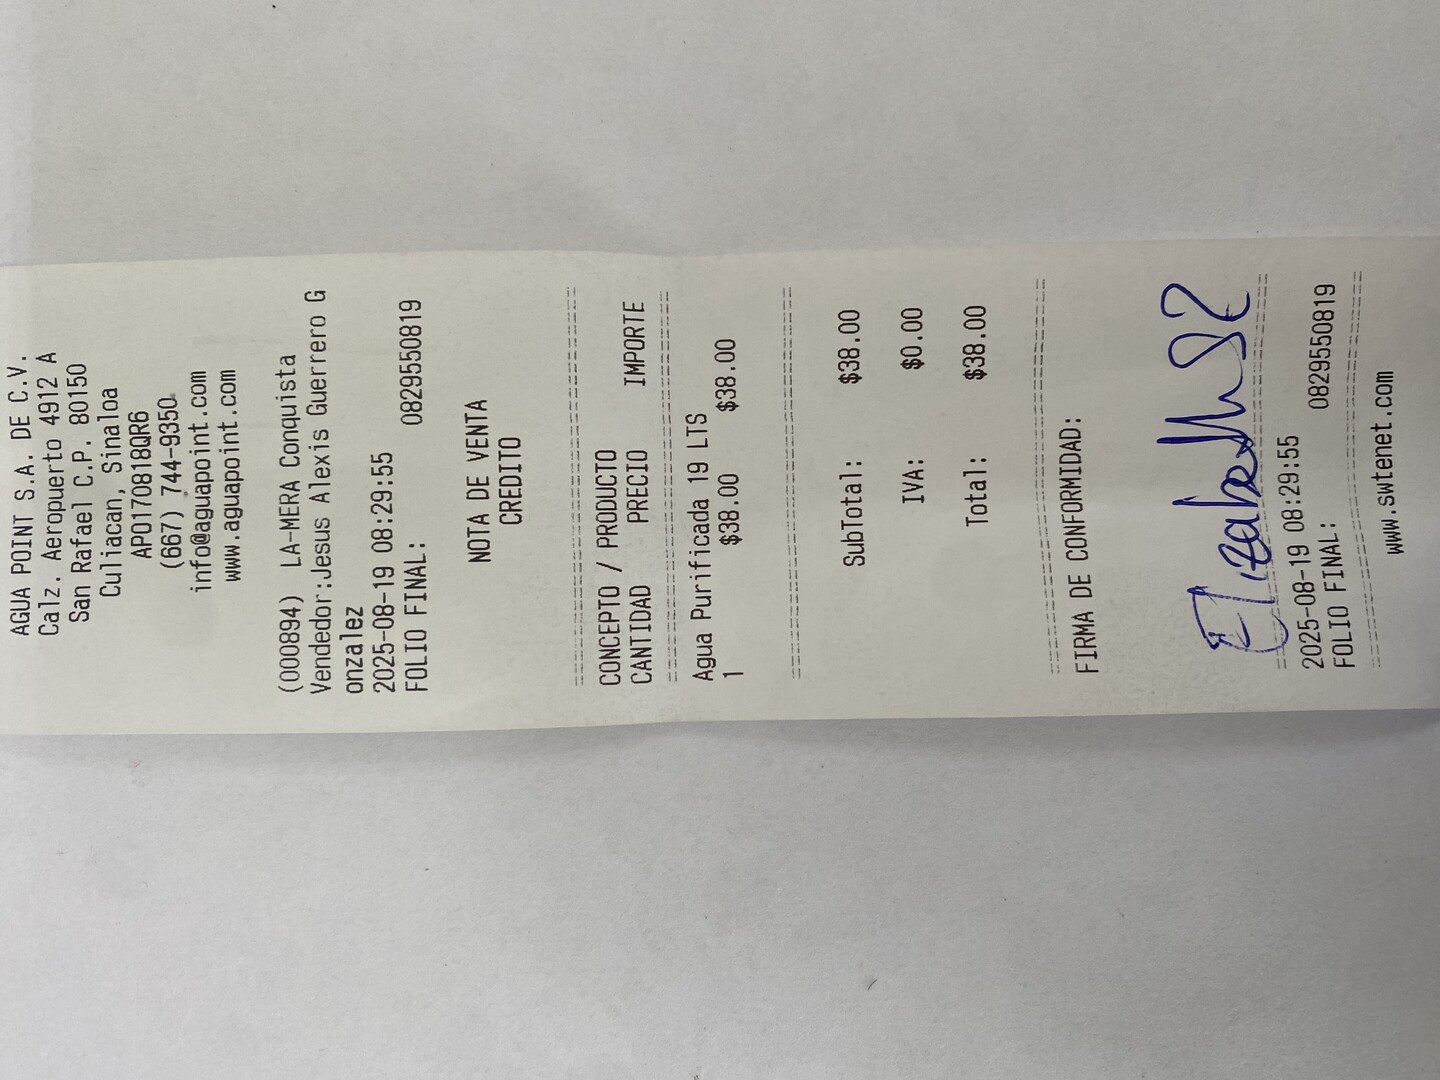 AGUA POINT S.A. DE C.V.
Calz. Aeropuerto 4912 A
San Rafael C.P. 80150
Culiacan, Sinaloa
APO170818QR6
(667) 744-9350
info@aguapoint.com
www.aguapoint.com
(000894) LA-MERA Conquista
Vendedor:Jesus Alexis Guerrero G
onzalez
2025-08-19 08:29:55
FOLIO FINAL: 0829550819
NOTA DE VENTA
CREDITO
CONCEPTO / PRODUCTO
CANTIDAD PRECIO IMPORTE
Agua Purificada 19 LTS
1 $38.00 $38.00
SubTotal: $38.00
IVA: $0.00
Total: $38.00
FIRMA DE CONFORMIDAD:
2025-08-19 08:29:55
FOLIO FINAL: 0829550819
www.swtenet.com